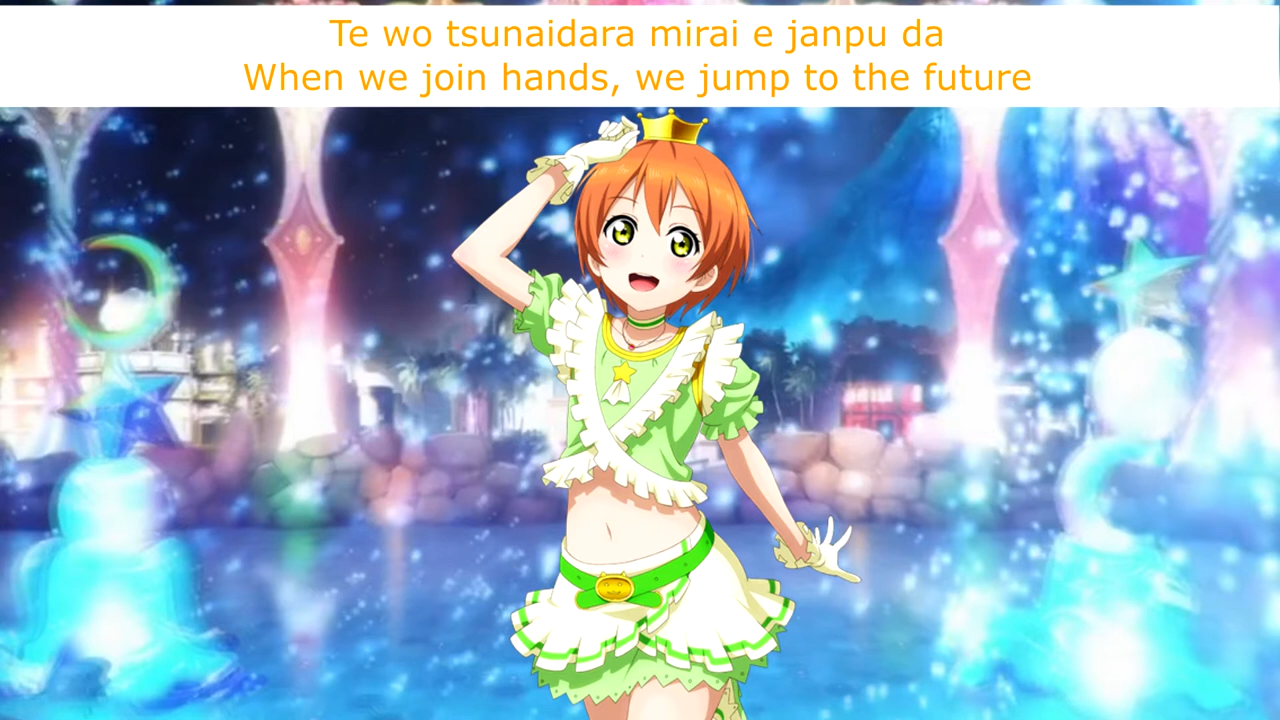 Te wo tsunaidara mirai e janpu da
When we join hands, we jump to the future